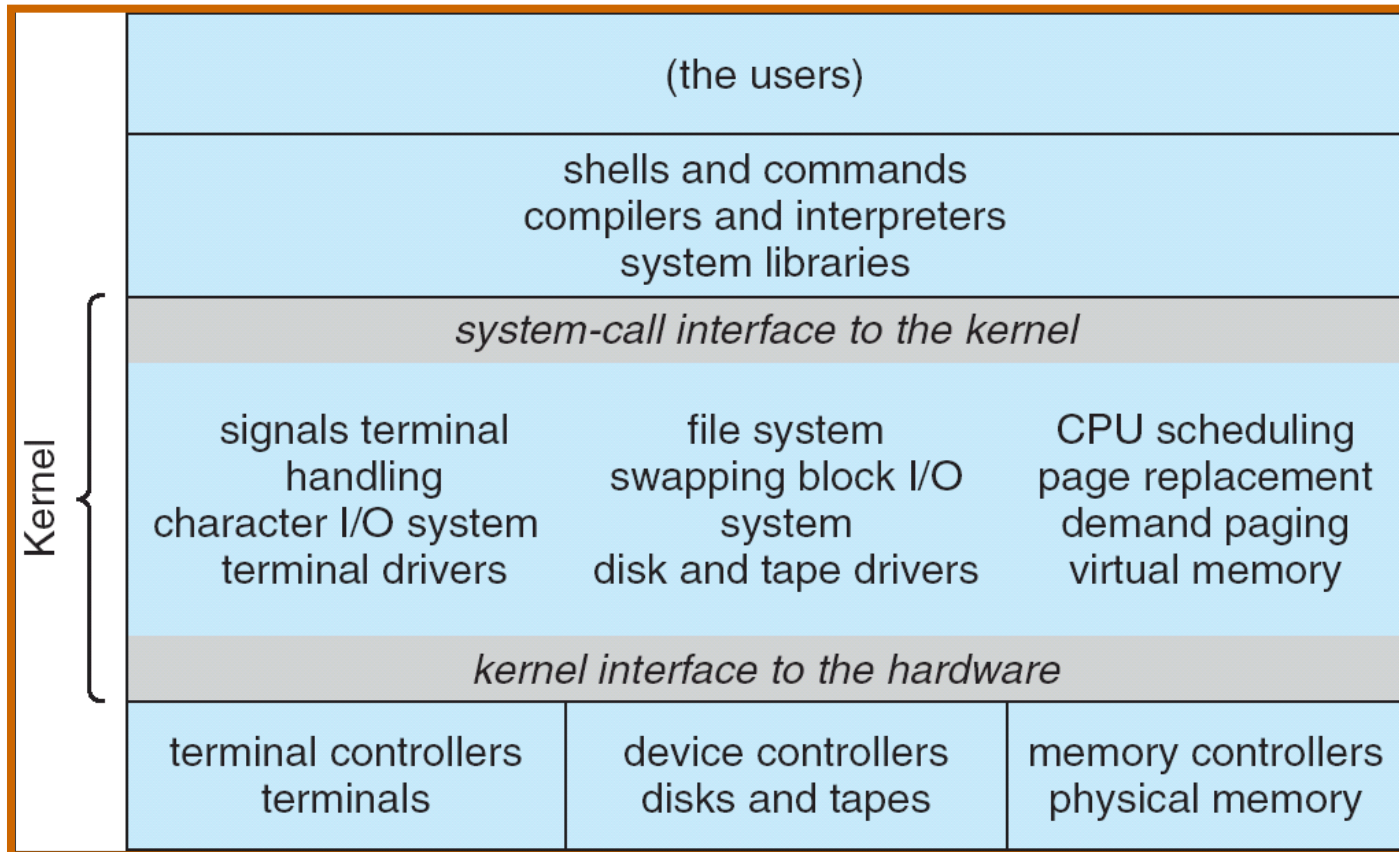 (the users)
shells and commands
compilers and interpreters
system libraries
Kernel
system-call interface to the kernel
signals terminal
handling
character I/O system
terminal drivers
file system
swapping block I/O
system
disk and tape drivers
CPU scheduling
page replacement
demand paging
virtual memory
kernel interface to the hardware
terminal controllers
terminals
device controllers
disks and tapes
memory controllers
physical memory